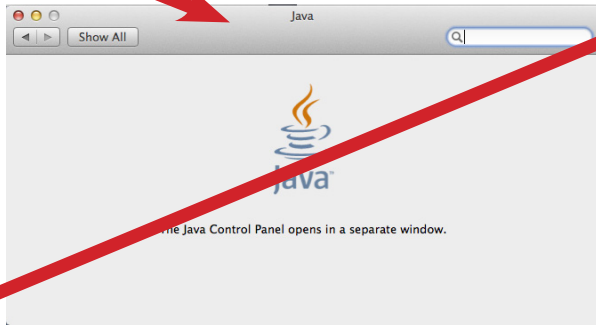 Java
Show All
Java
The Java Control Panel opens in a separate window.